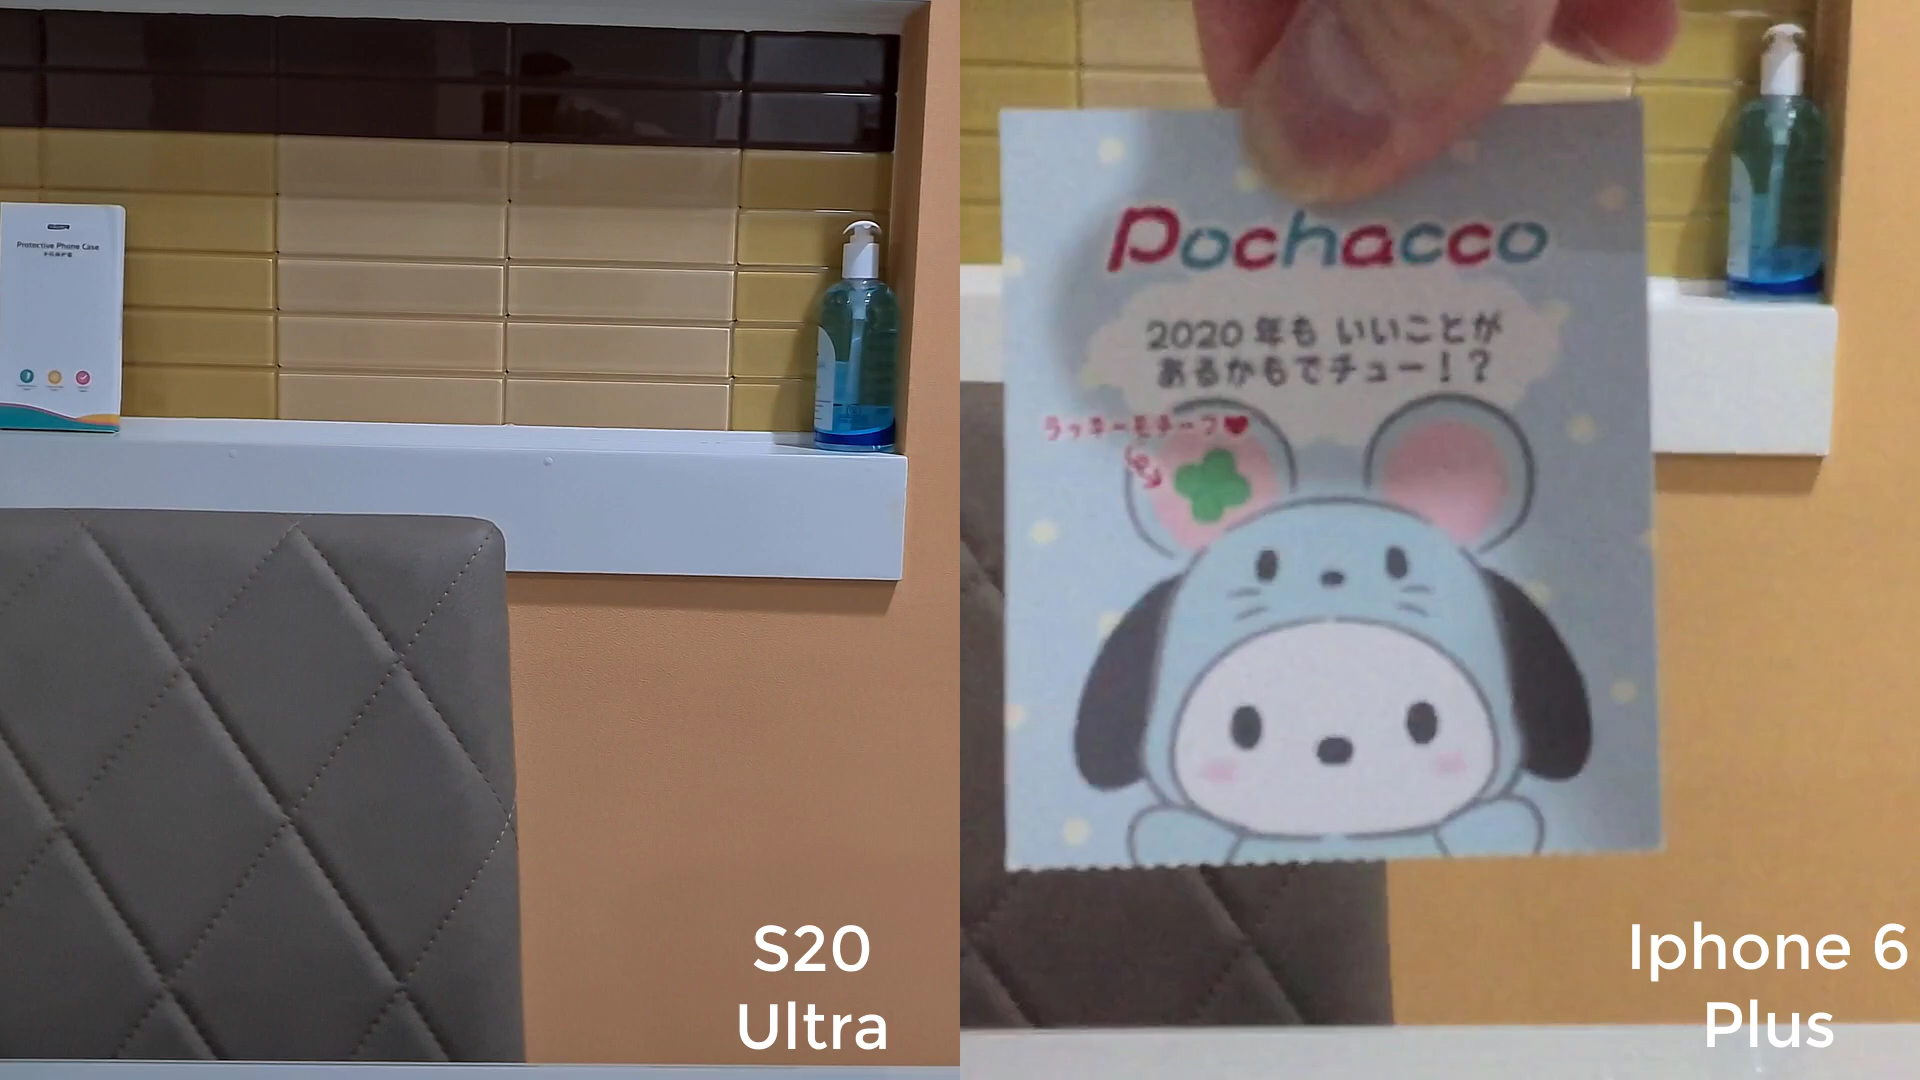 Protective Phone Case
S20
Ultra
Pochacco
2020年も いいことが
あるかもでチュー！？
ラッキーモチーフ♥
Iphone 6
Plus